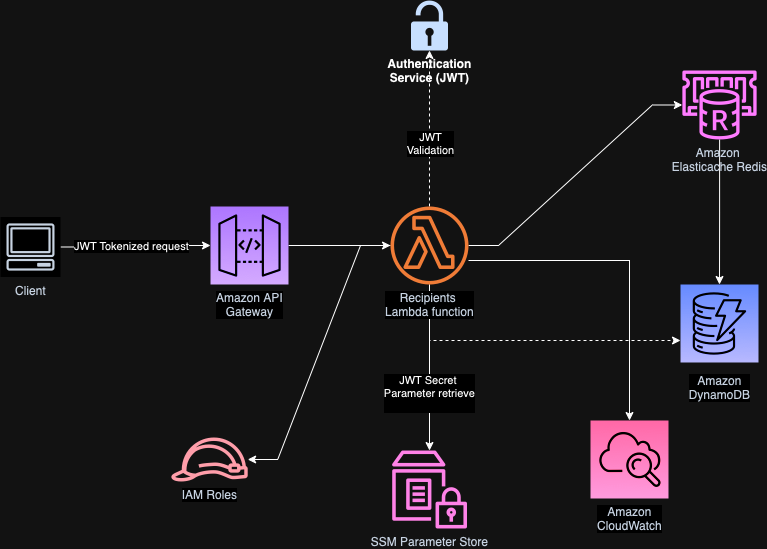 Authentication
Service (JWT)
JWT
Validation
R
Amazon
Elasticache Redis
JWT Tokenized request
</>
Client
Amazon API
Gateway
Recipients
Lambda function
JWT Secret
Parameter retrieve
Amazon
DynamoDB
IAM Roles
SSM Parameter Store
Amazon
CloudWatch